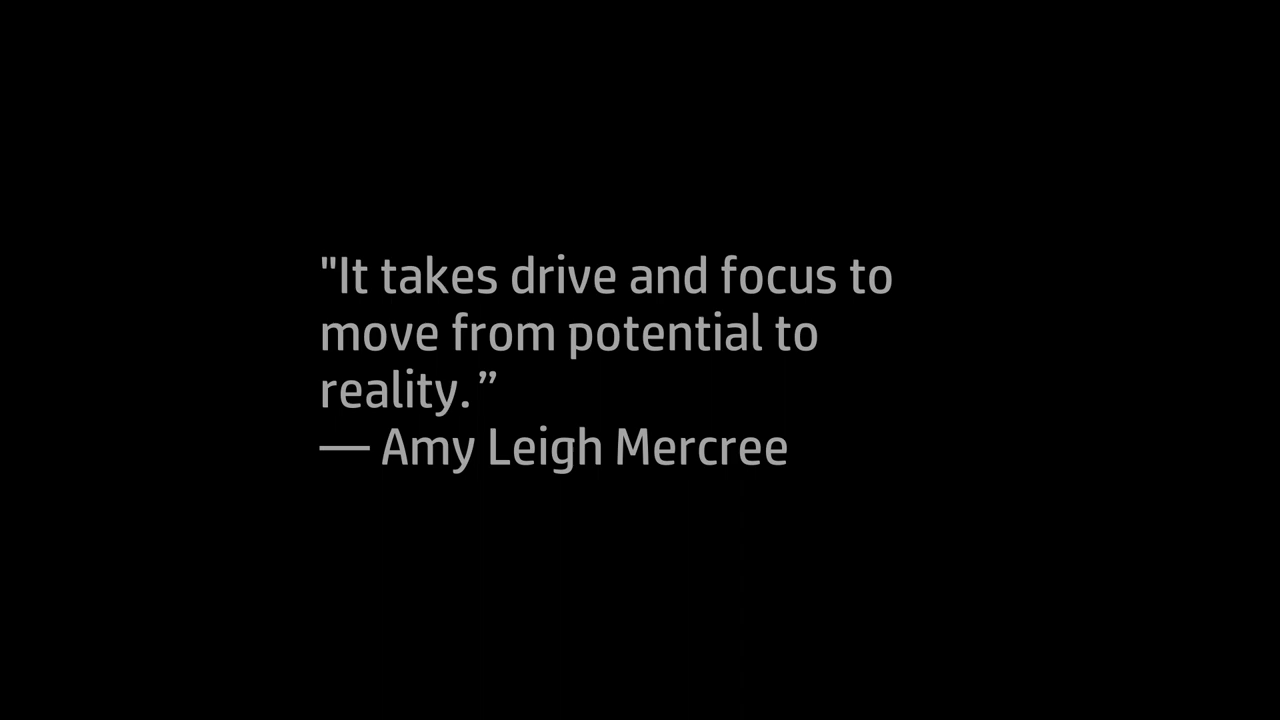 "It takes drive and focus to
move from potential to
reality.”
— Amy Leigh Mercree